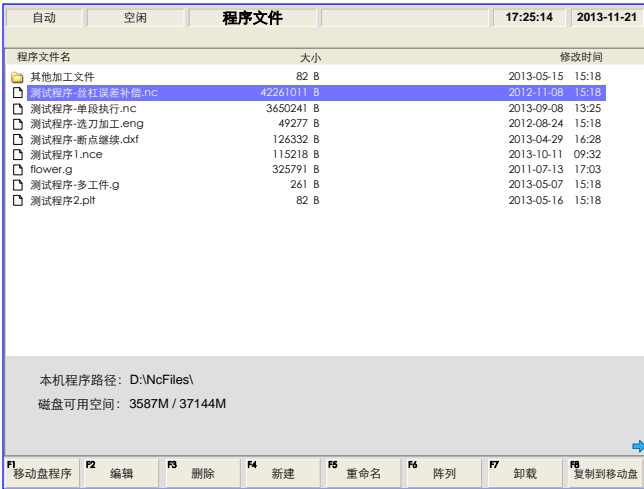 自动 空闲 程序文件 17:25:14 2013-11-21
程序文件名 大小 修改时间
其他加工文件 82 B 2013-05-15 15:18
测试程序-丝杠误差补偿.nc 42261011 B 2012-11-08 15:18
测试程序-单段执行.nc 3650241 B 2013-09-08 13:25
测试程序-选刀加工.eng 49277 B 2012-08-24 15:18
测试程序-断点继续.dxf 126332 B 2013-04-29 16:28
测试程序1.nce 115218 B 2013-10-11 09:32
flower.g 325791 B 2011-07-13 17:03
测试程序-多工件.g 261 B 2013-05-07 15:18
测试程序2.plt 82 B 2013-05-16 15:18
本机程序路径：D:\NcFiles\
磁盘可用空间：3587M / 37144M
F1 移动盘程序 F2 编辑 F3 删除 F4 新建 F5 重命名 F6 阵列 F7 卸载 F8 复制到移动盘